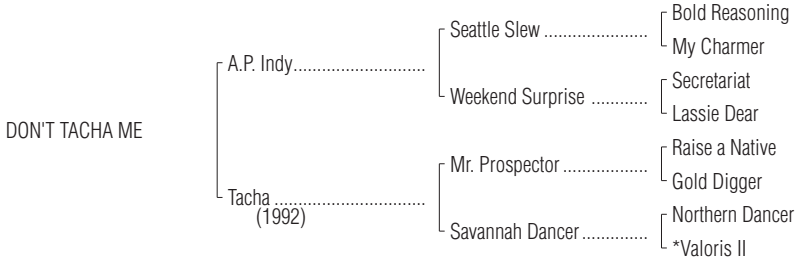 Bold Reasoning
Seattle Slew ......................
My Charmer
A.P. Indy............................
Secretariat
Weekend Surprise ............
Lassie Dear
DON'T TACHA ME
Raise a Native
Mr. Prospector ..................
Gold Digger
Tacha ................................
(1992)
Northern Dancer
Savannah Dancer..............
*Valoris II